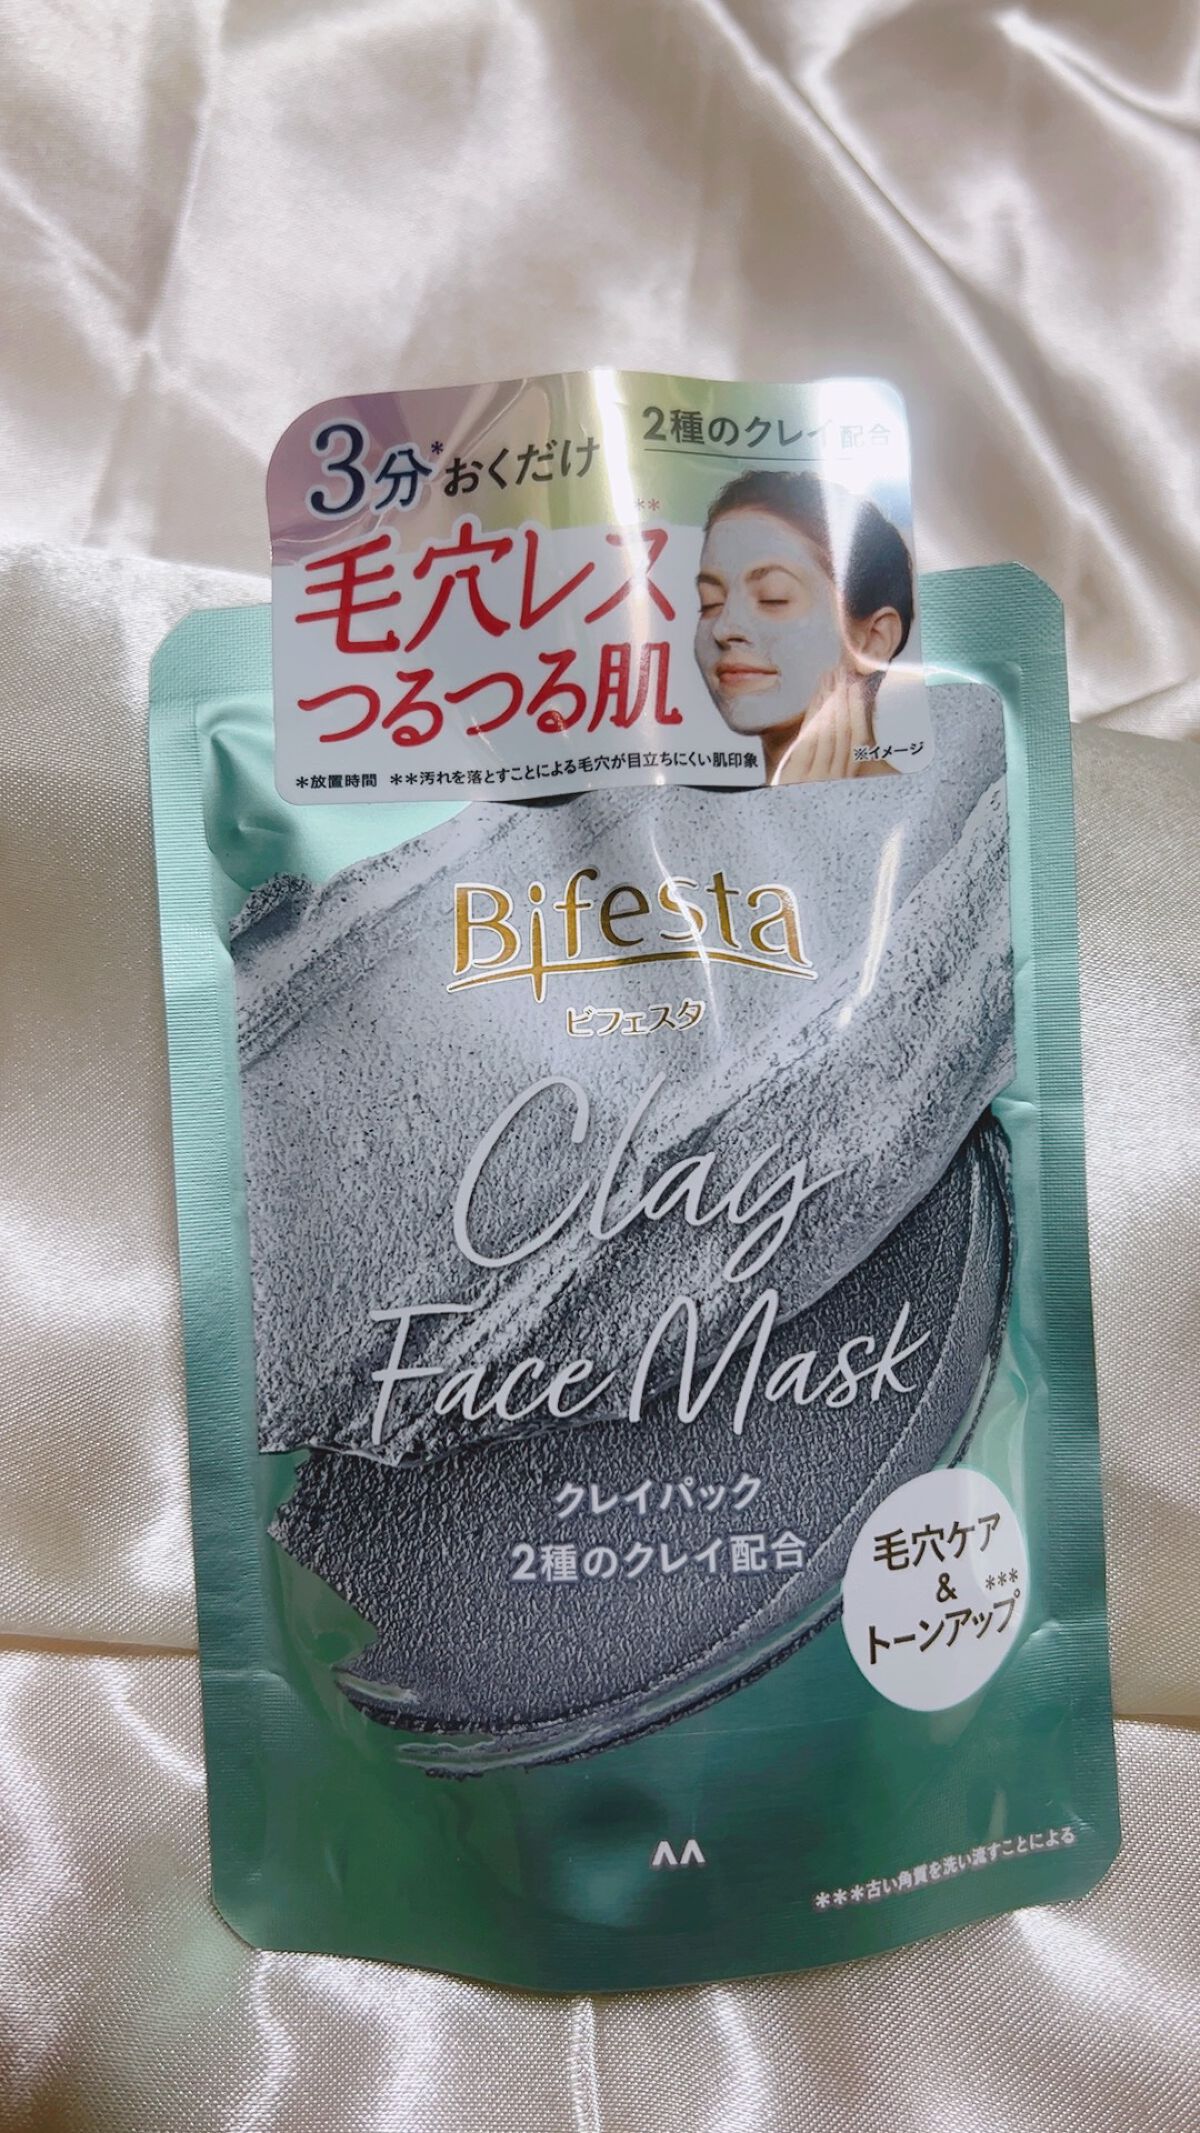 3分*おくだけ
2種のクレイ配合
毛穴レス**
つるつる肌
※イメージ
*放置時間 **汚れを落とすことによる毛穴が目立ちにくい肌印象
Bifesta
ビフェスタ
Clay
Face Mask
クレイパック
2種のクレイ配合
毛穴ケア
&
トーンアップ***
***古い角質を洗い流すことによる